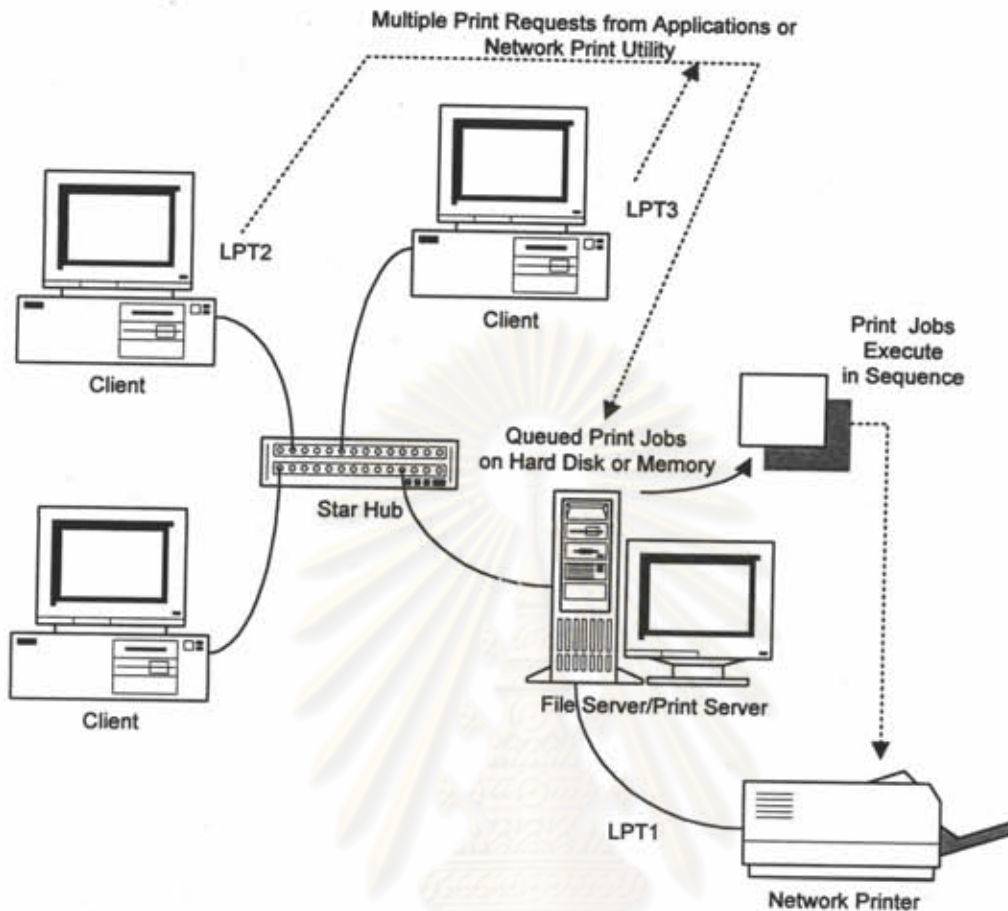 Multiple Print Requests from Applications or
Network Print Utility
LPT2
LPT3
Client
Client
Print Jobs
Execute
in Sequence
Queued Print Jobs
on Hard Disk or Memory
Star Hub
File Server/Print Server
Client
LPT1
Network Printer